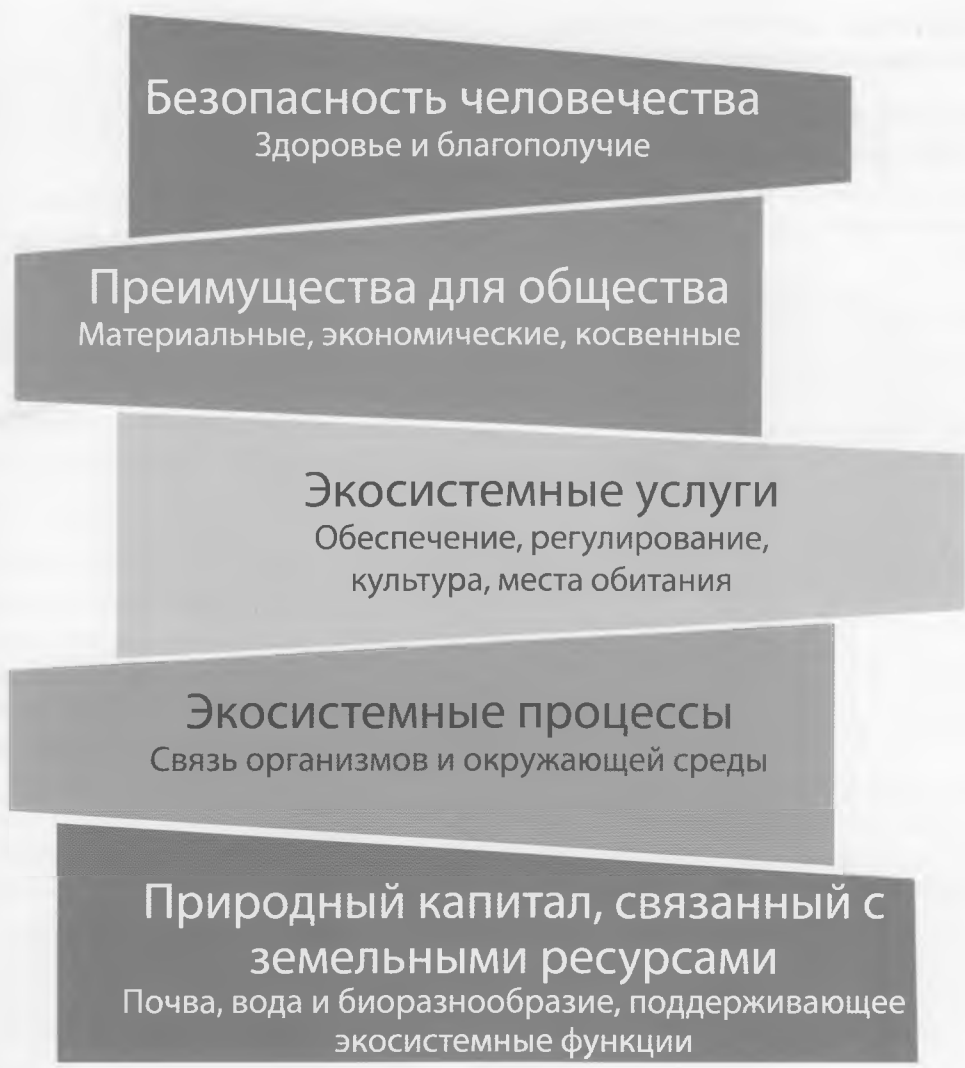 Безопасность человечества
Здоровье и благополучие
Преимущества для общества
Материальные, экономические, косвенные
Экосистемные услуги
Обеспечение, регулирование,
культура, места обитания
Экосистемные процессы
Связь организмов и окружающей среды
Природный капитал, связанный с
земельными ресурсами
Почва, вода и биоразнообразие, поддерживающее
экосистемные функции